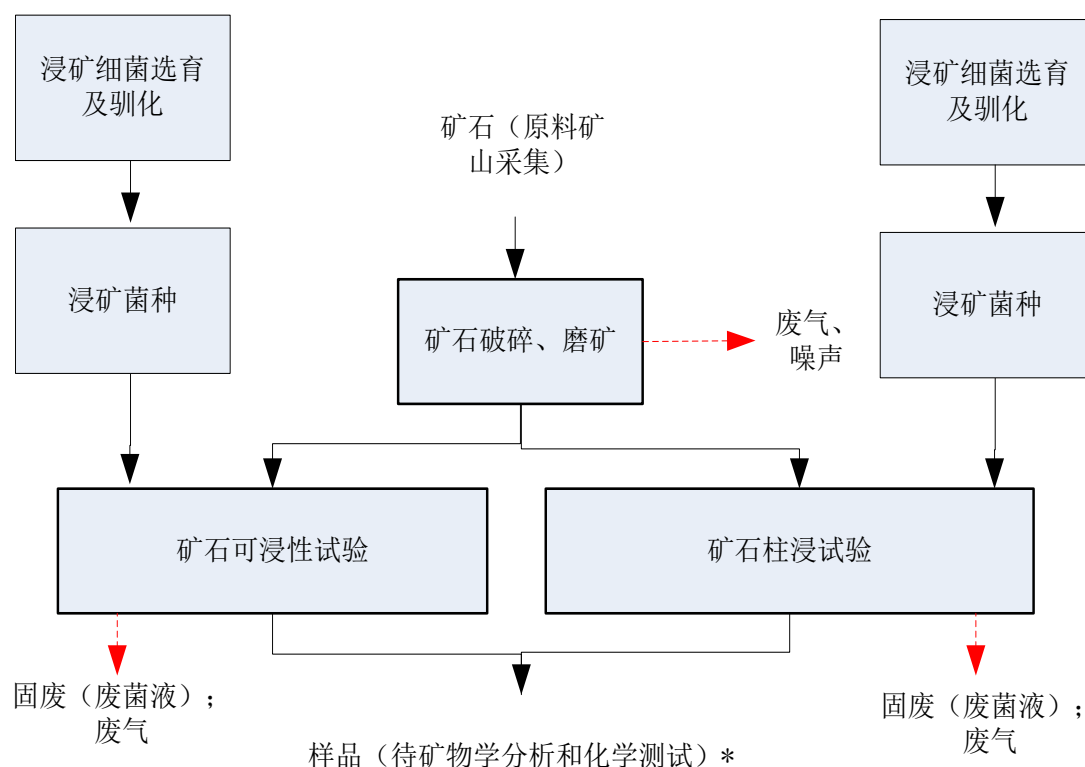 浸矿细菌选育
及驯化
浸矿细菌选育
及驯化
矿石（原料矿
山采集）
浸矿菌种
浸矿菌种
矿石破碎、磨矿
废气、
噪声
矿石可浸性试验
矿石柱浸试验
固废（废菌液）；
废气
固废（废菌液）；
废气
样品（待矿物学分析和化学测试）*